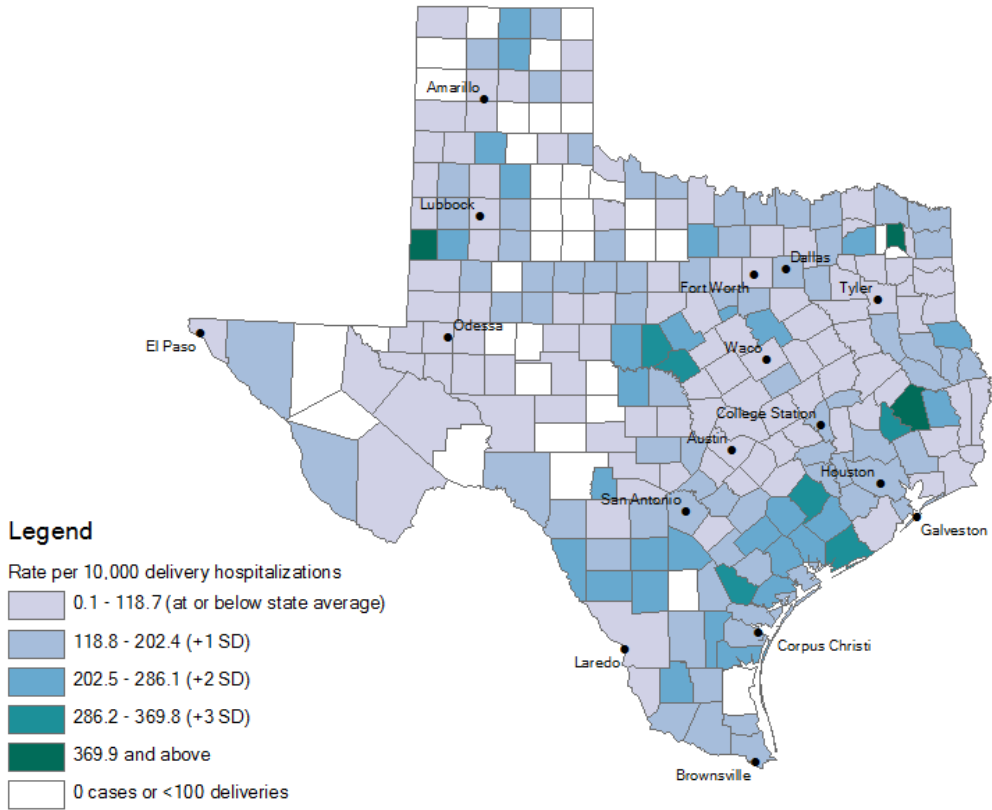 Amarillo
Lubbock
Dallas
Fort Worth
Tyler
Odessa
El Paso
Waco
College Station
Austin
Houston
San Antonio
Galveston
Legend
Rate per 10,000 delivery hospitalizations
0.1 - 118.7 (at or below state average)
118.8 - 202.4 (+1 SD)
Corpus Christi
Laredo
202.5 - 286.1 (+2 SD)
286.2 - 369.8 (+3 SD)
369.9 and above
Brownsville
0 cases or <100 deliveries